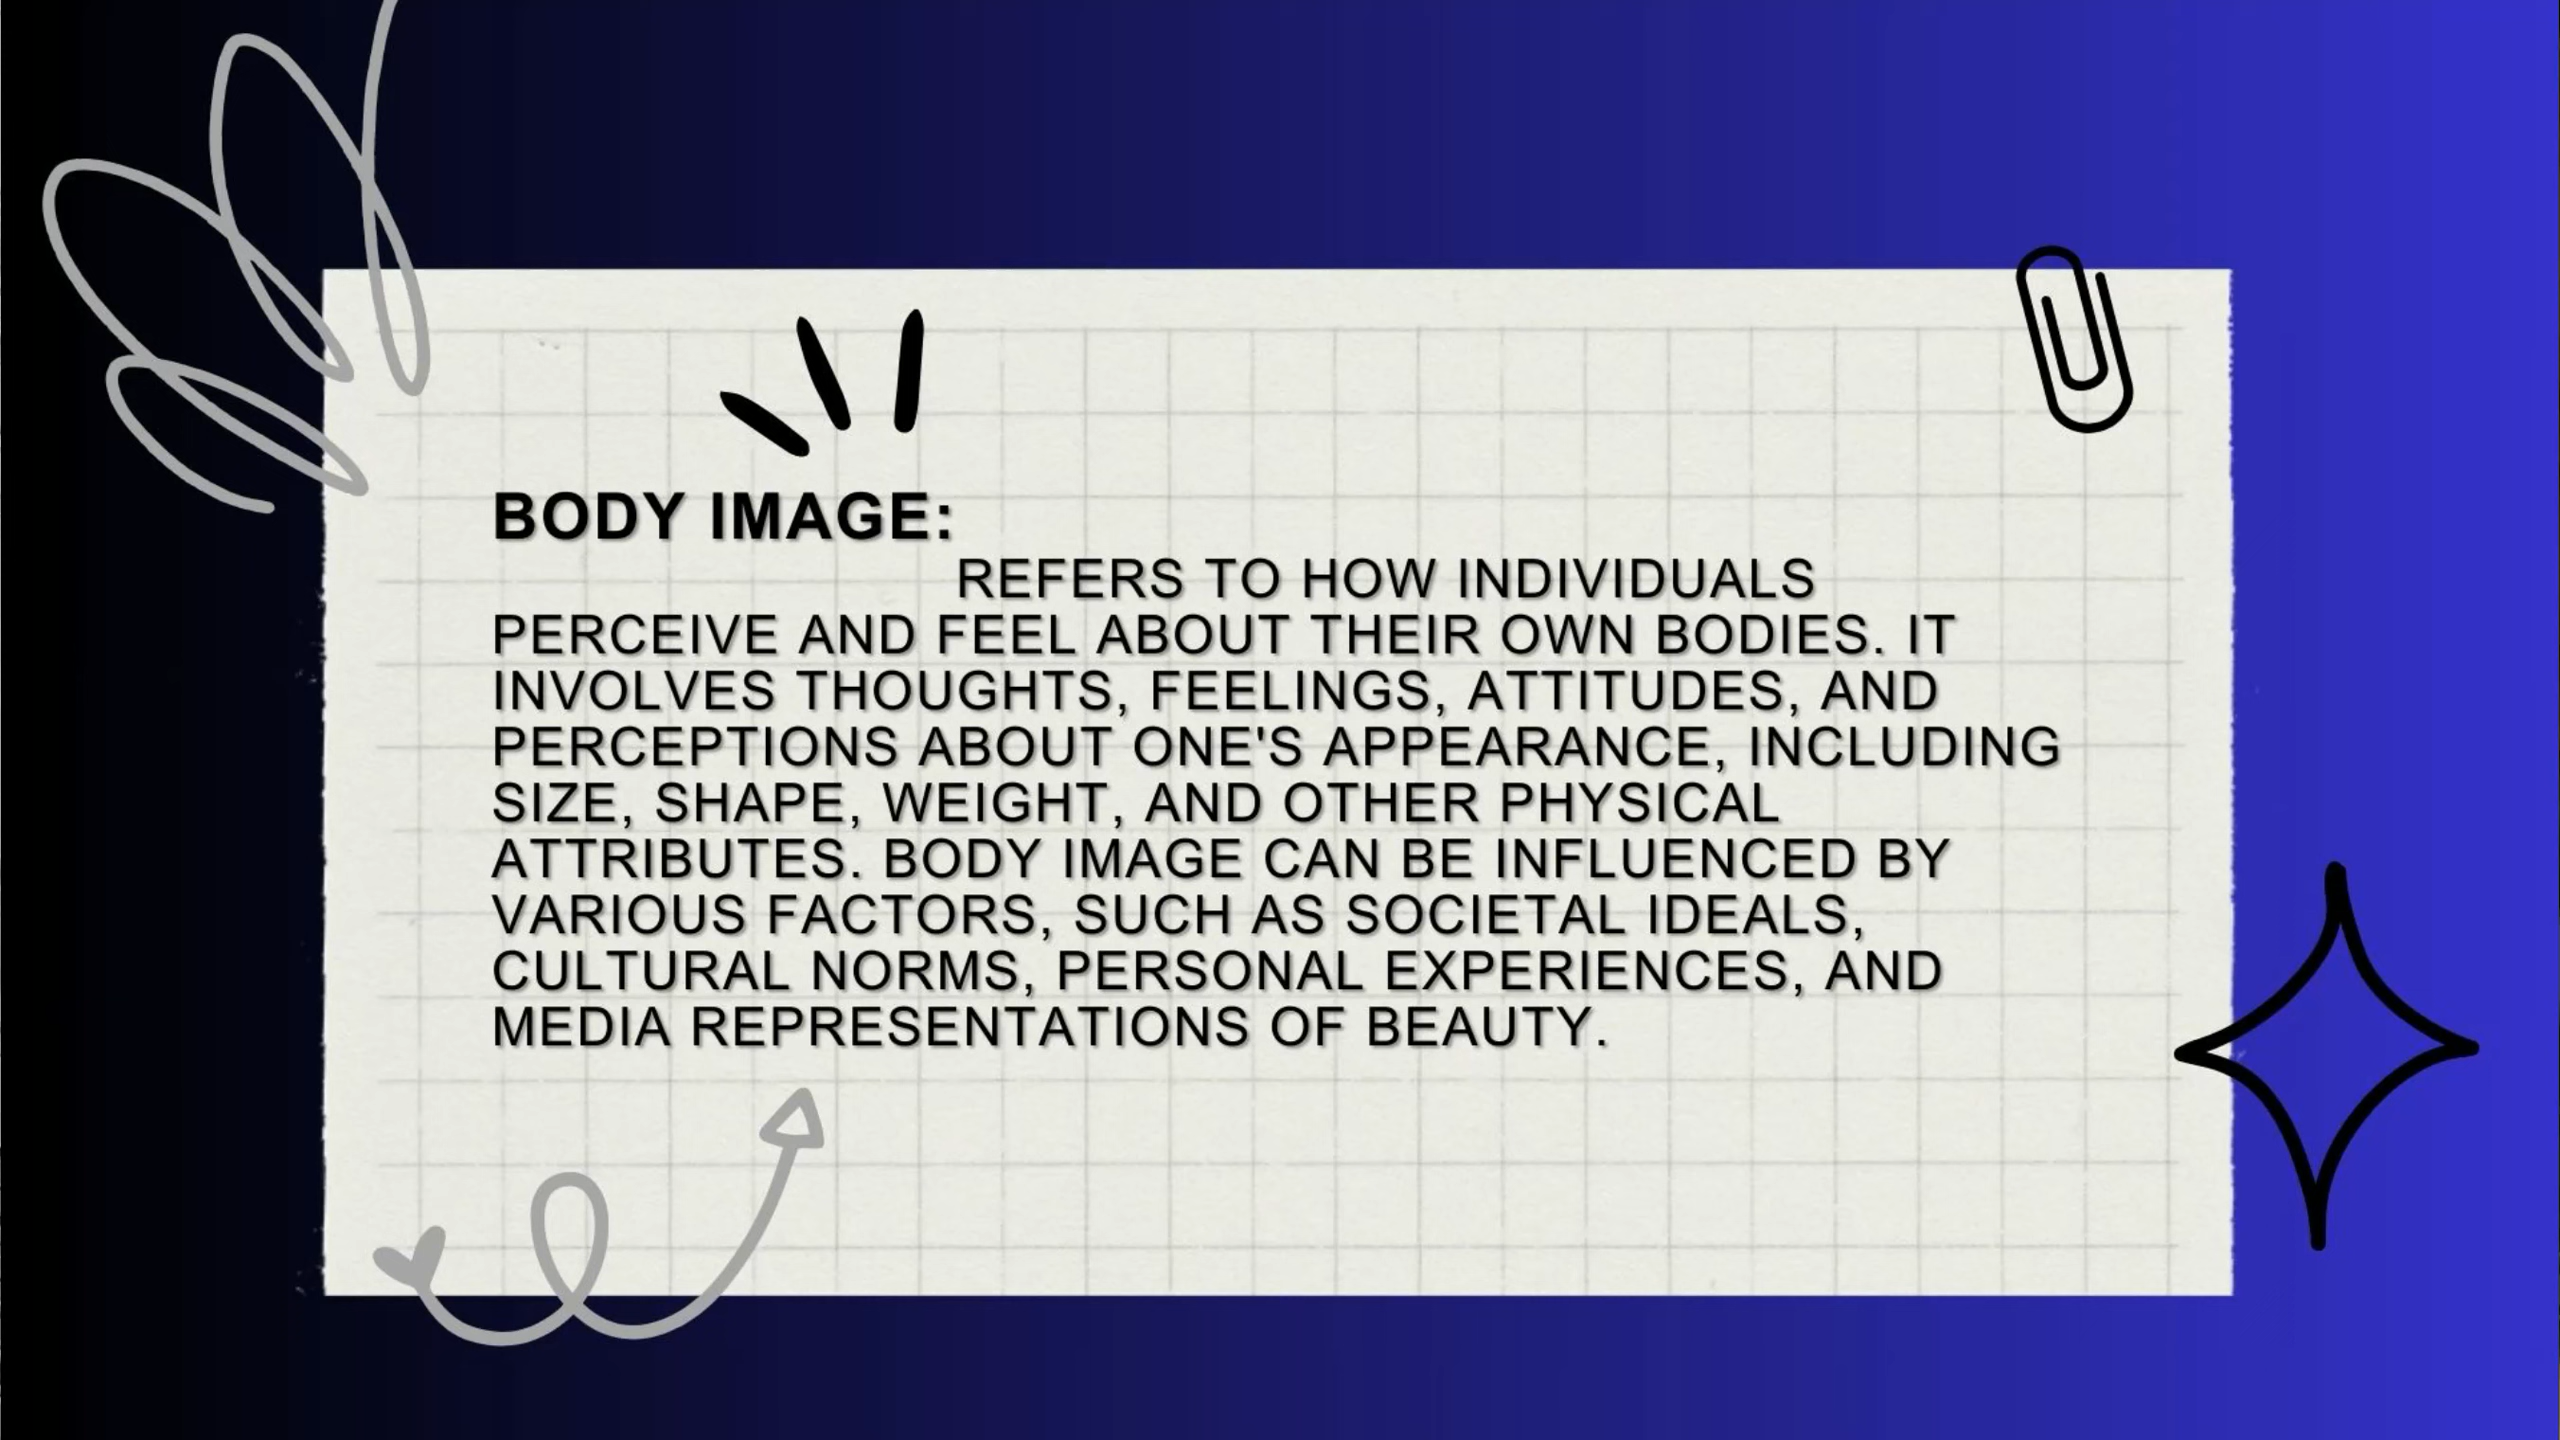 BODY IMAGE:
REFERS TO HOW INDIVIDUALS
PERCEIVE AND FEEL ABOUT THEIR OWN BODIES. IT
INVOLVES THOUGHTS, FEELINGS, ATTITUDES, AND
PERCEPTIONS ABOUT ONE'S APPEARANCE, INCLUDING
SIZE, SHAPE, WEIGHT, AND OTHER PHYSICAL
ATTRIBUTES. BODY IMAGE CAN BE INFLUENCED BY
VARIOUS FACTORS, SUCH AS SOCIETAL IDEALS,
CULTURAL NORMS, PERSONAL EXPERIENCES, AND
MEDIA REPRESENTATIONS OF BEAUTY.